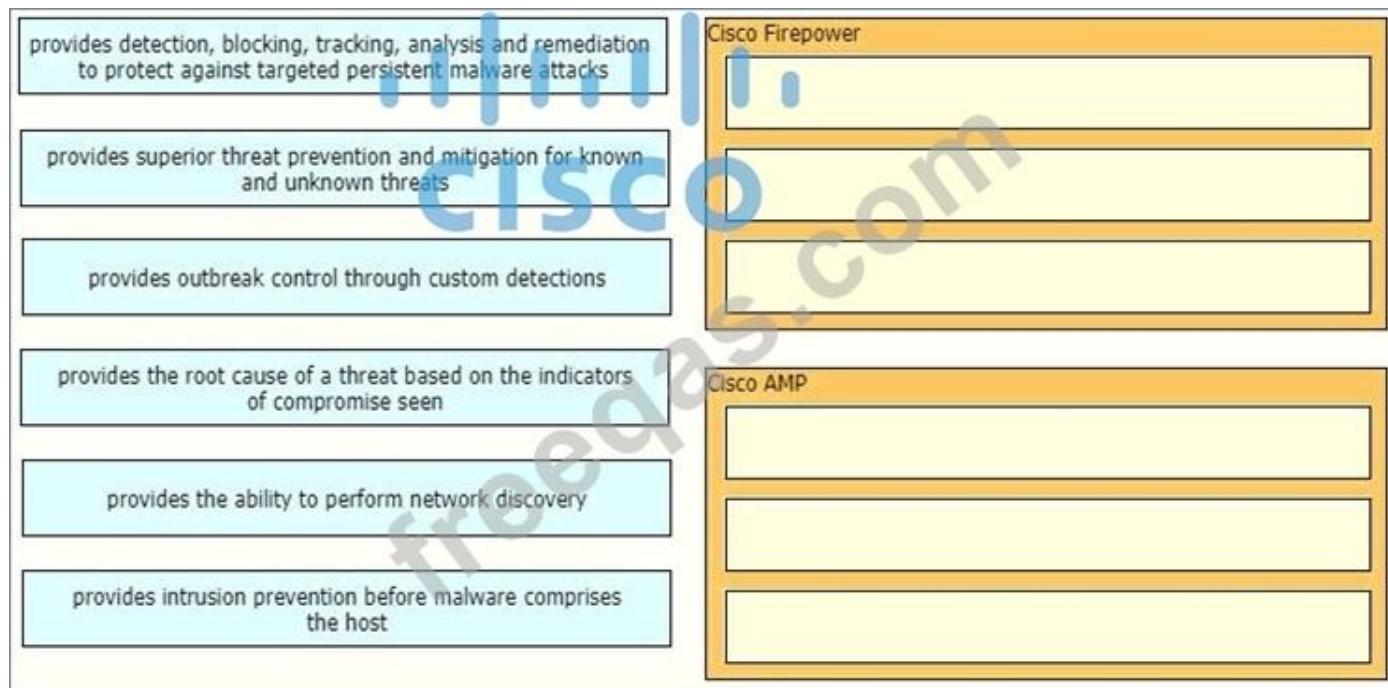 provides detection, blocking, tracking, analysis and remediation
to protect against targeted persistent malware attacks
provides superior threat prevention and mitigation for known
and unknown threats
provides outbreak control through custom detections
provides the root cause of a threat based on the indicators
of compromise seen
provides the ability to perform network discovery
provides intrusion prevention before malware comprises
the host
Cisco Firepower
Cisco AMP
CISCO
freeqas.com